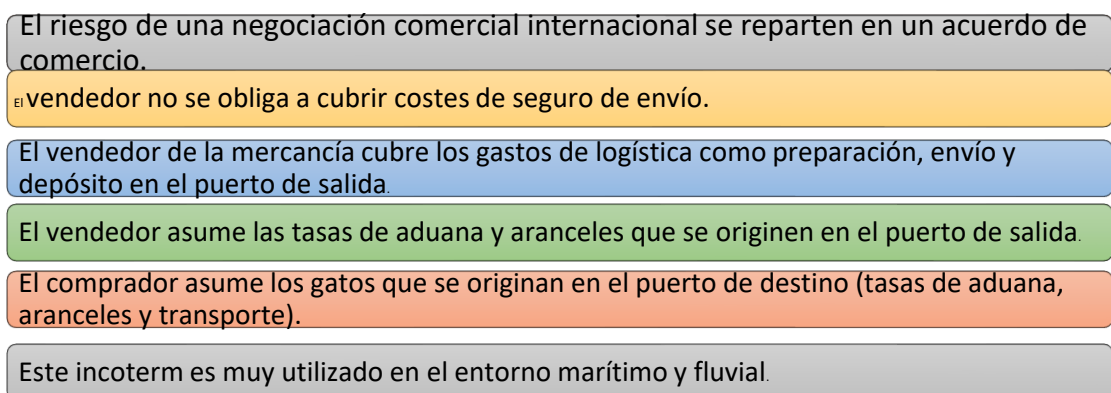 El riesgo de una negociación comercial internacional se reparten en un acuerdo de
comercio.
El vendedor no se obliga a cubrir costes de seguro de envío.
El vendedor de la mercancía cubre los gastos de logística como preparación, envío y
depósito en el puerto de salida.
El vendedor asume las tasas de aduana y aranceles que se originen en el puerto de salida.
El comprador asume los gatos que se originan en el puerto de destino (tasas de aduana,
aranceles y transporte).
Este incoterm es muy utilizado en el entorno marítimo y fluvial.